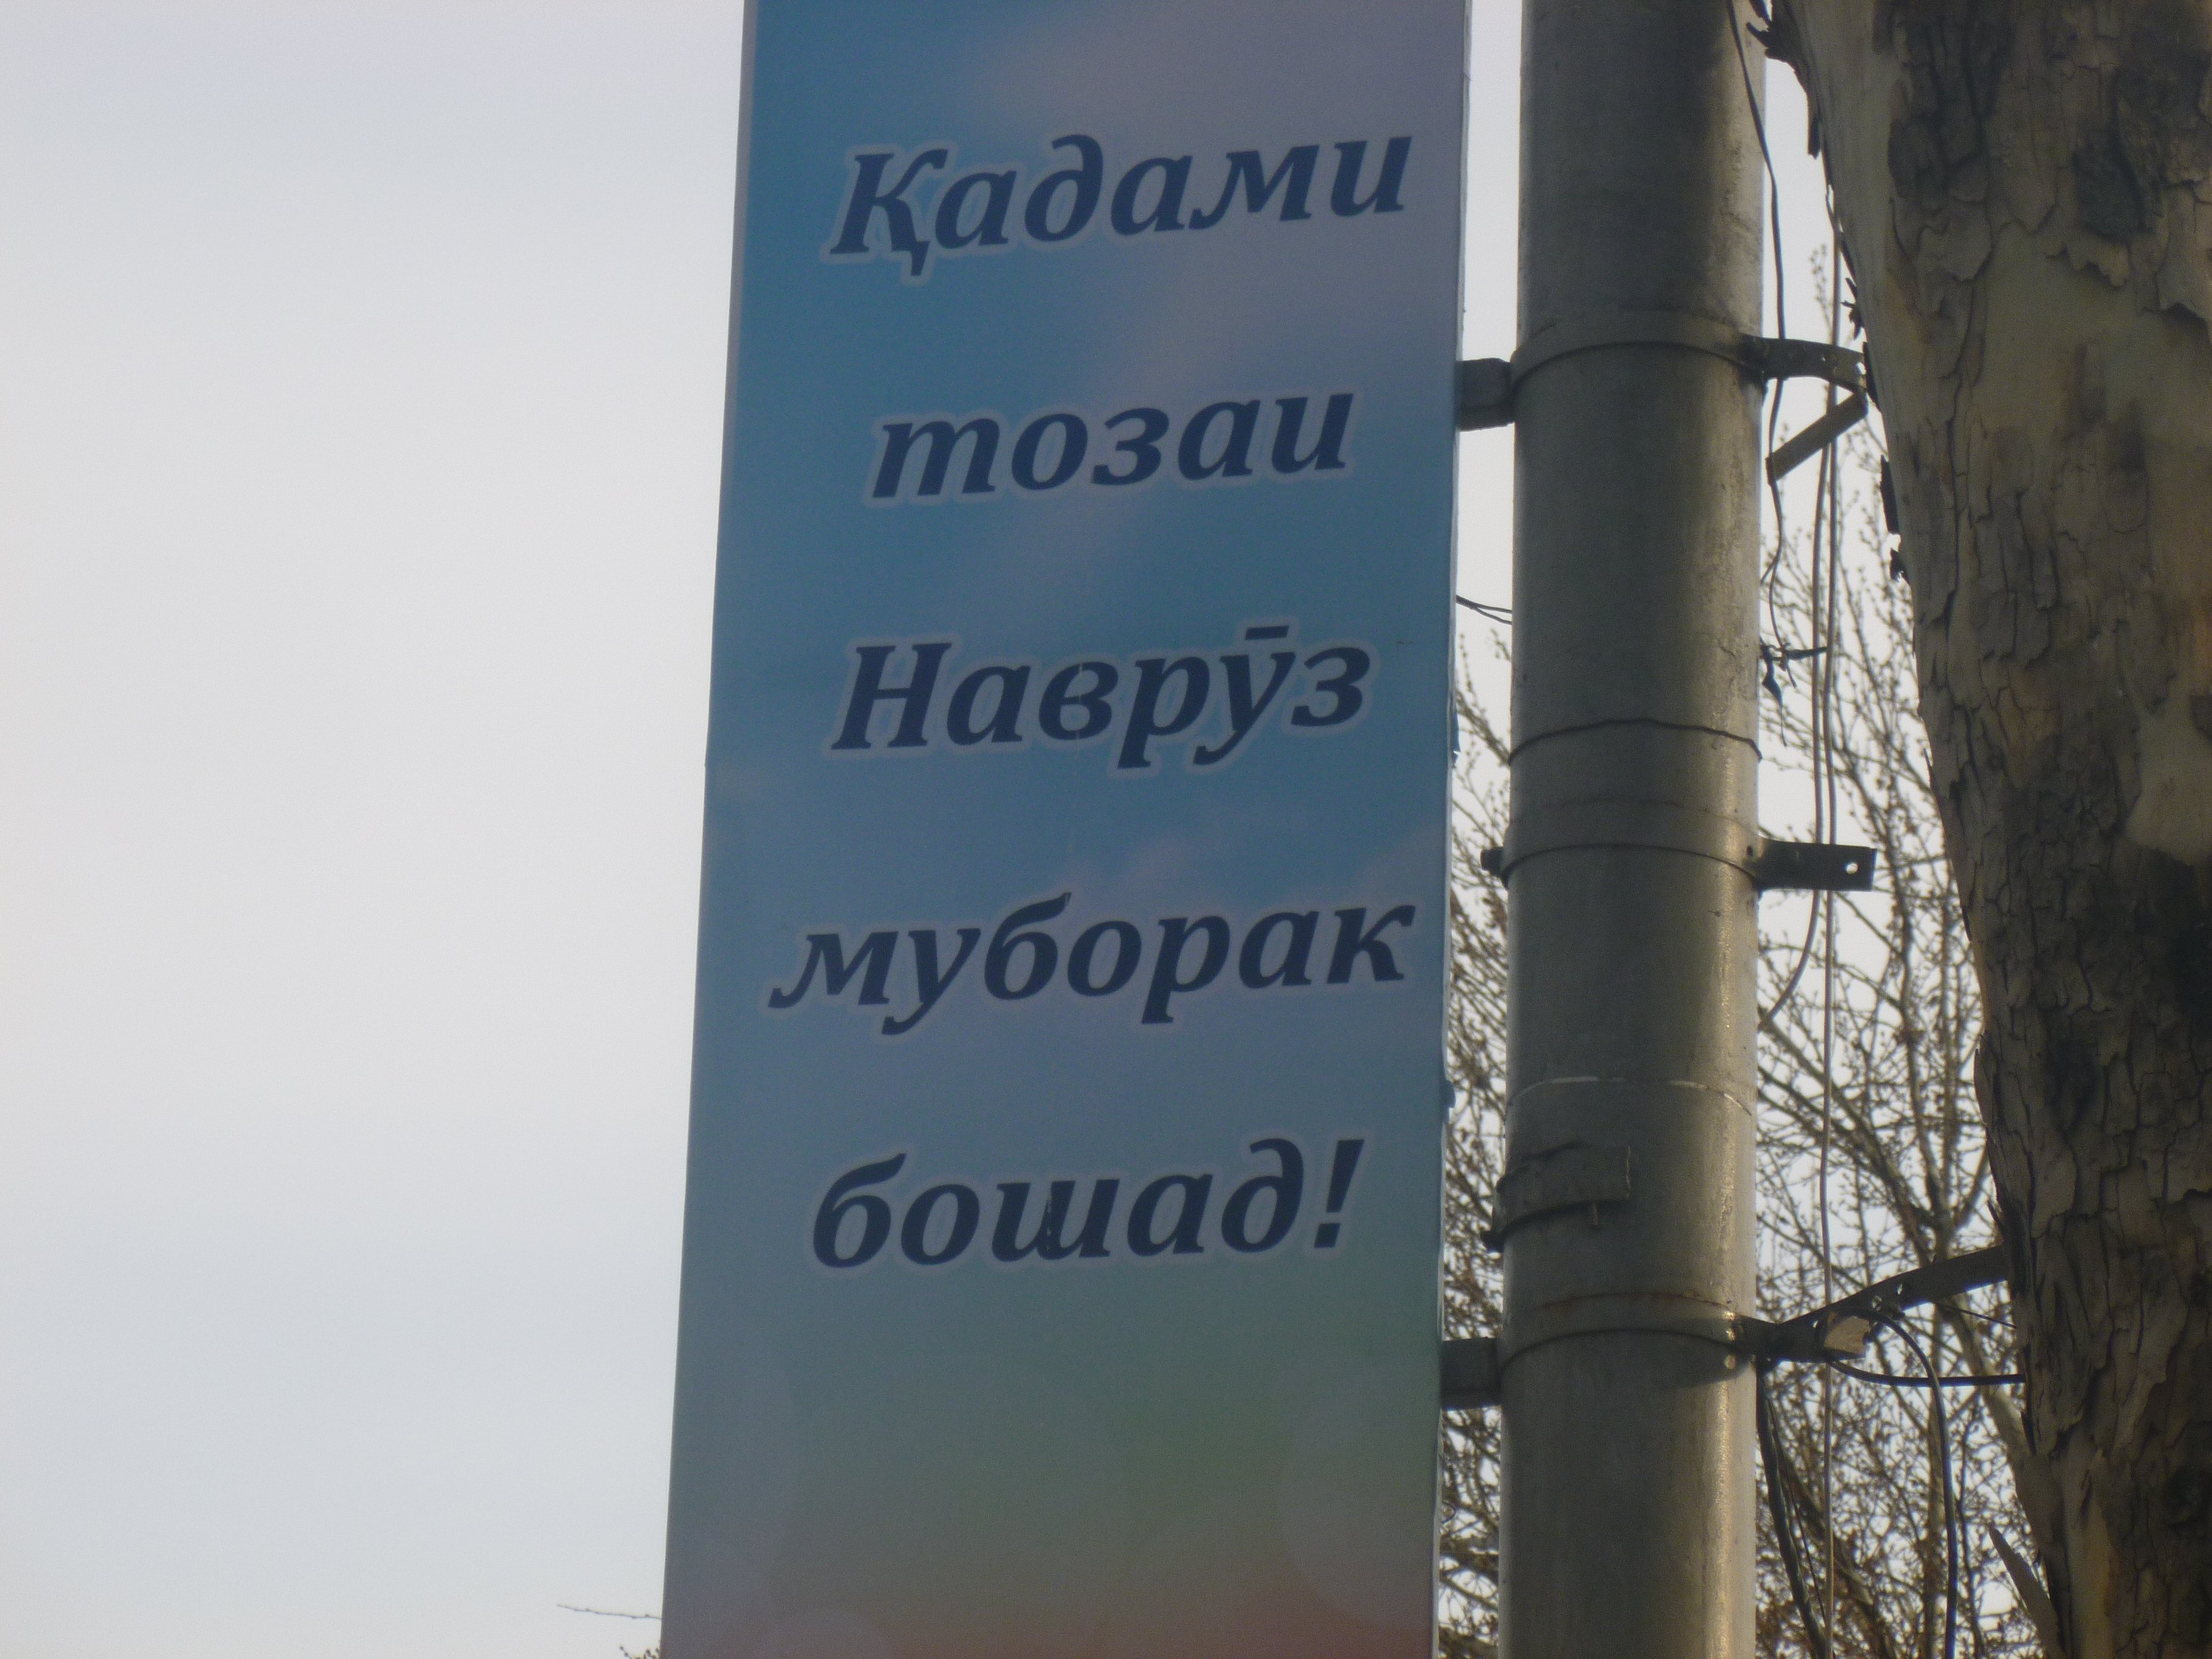 Қадами
тозаи
Наврӯз
муборак
бошад!